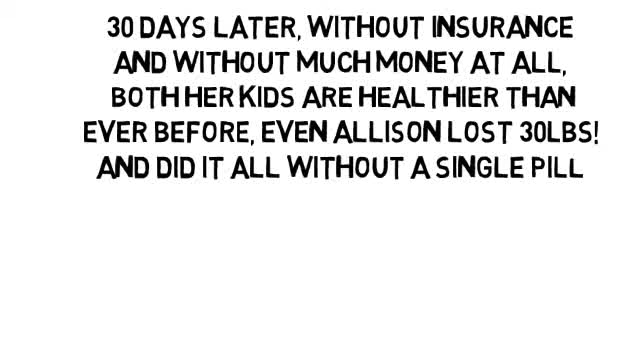 30 DAYS LATER, WITHOUT INSURANCE
AND WITHOUT MUCH MONEY AT ALL,
BOTH HER KIDS ARE HEALTHIER THAN
EVER BEFORE, EVEN ALLISON LOST 30LBS!
AND DID IT ALL WITHOUT A SINGLE PILL